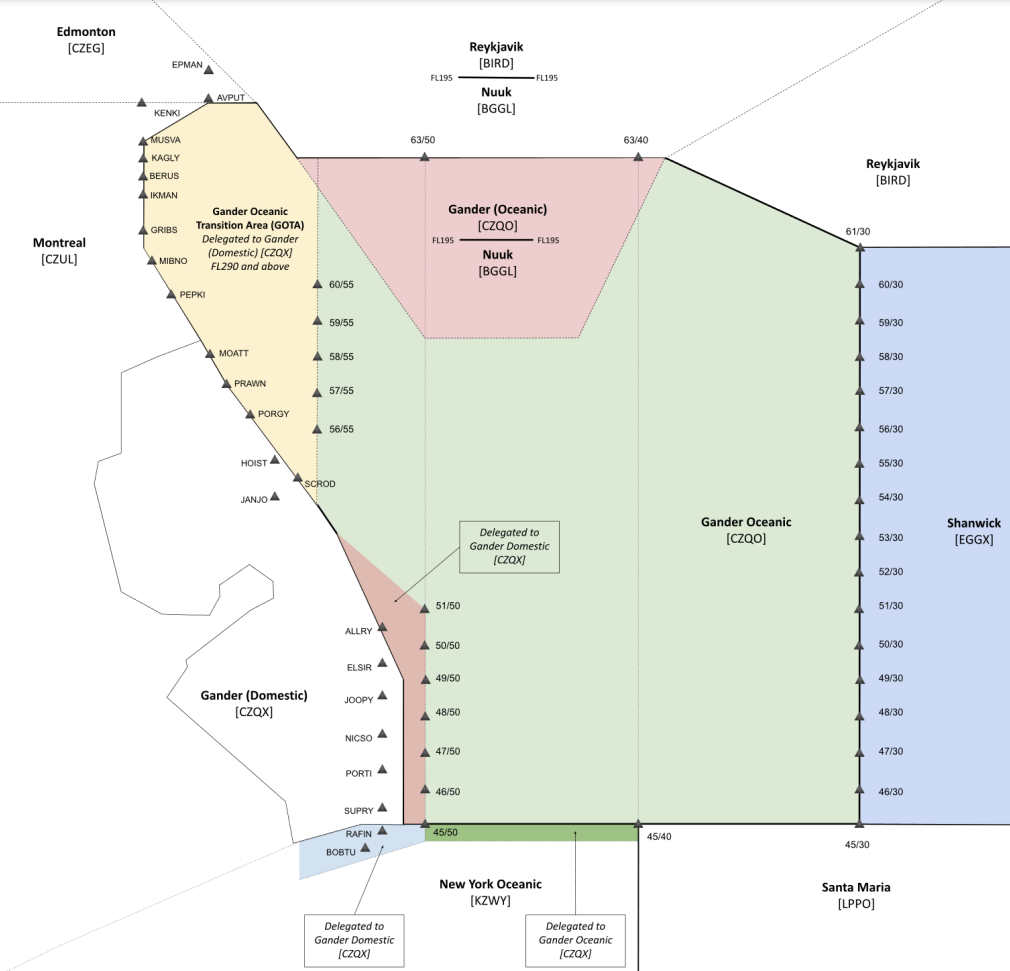 Edmonton
[CZEG]
EPMAN
AVPUT
KENKI
Reykjavik
[BIRD]
FL195
FL195
Nuuk
[BGGL]
63/50
63/40
MUSVA
KAGLY
BERUS
IKMAN
GRIBS
MIBNO
PEPKI
MOATT
PRAWN
PORGY
HOIST
SCROD
JANJO
Montreal
[CZUL]
Gander Oceanic
Transition Area (GOTA)
Delegated to Gander
(Domestic) [CZQX]
FL290 and above
Gander (Oceanic)
[CZQO]
FL195
FL195
Nuuk
[BGGL]
Reykjavik
[BIRD]
61/30
60/55
59/55
58/55
57/55
56/55
60/30
59/30
58/30
57/30
56/30
55/30
54/30
53/30
52/30
51/30
50/30
49/30
48/30
47/30
46/30
Gander Oceanic
[CZQO]
Shanwick
[EGGX]
Delegated to
Gander Domestic
[CZQX]
51/50
50/50
49/50
48/50
47/50
46/50
ALLRY
ELSIR
JOOPY
NICSO
PORTI
SUPRY
RAFIN
BOBTU
Gander (Domestic)
[CZQX]
45/50
45/40
45/30
New York Oceanic
[KZWY]
Santa Maria
[LPPO]
Delegated to
Gander Domestic
[CZQX]
Delegated to
Gander Oceanic
[CZQX]